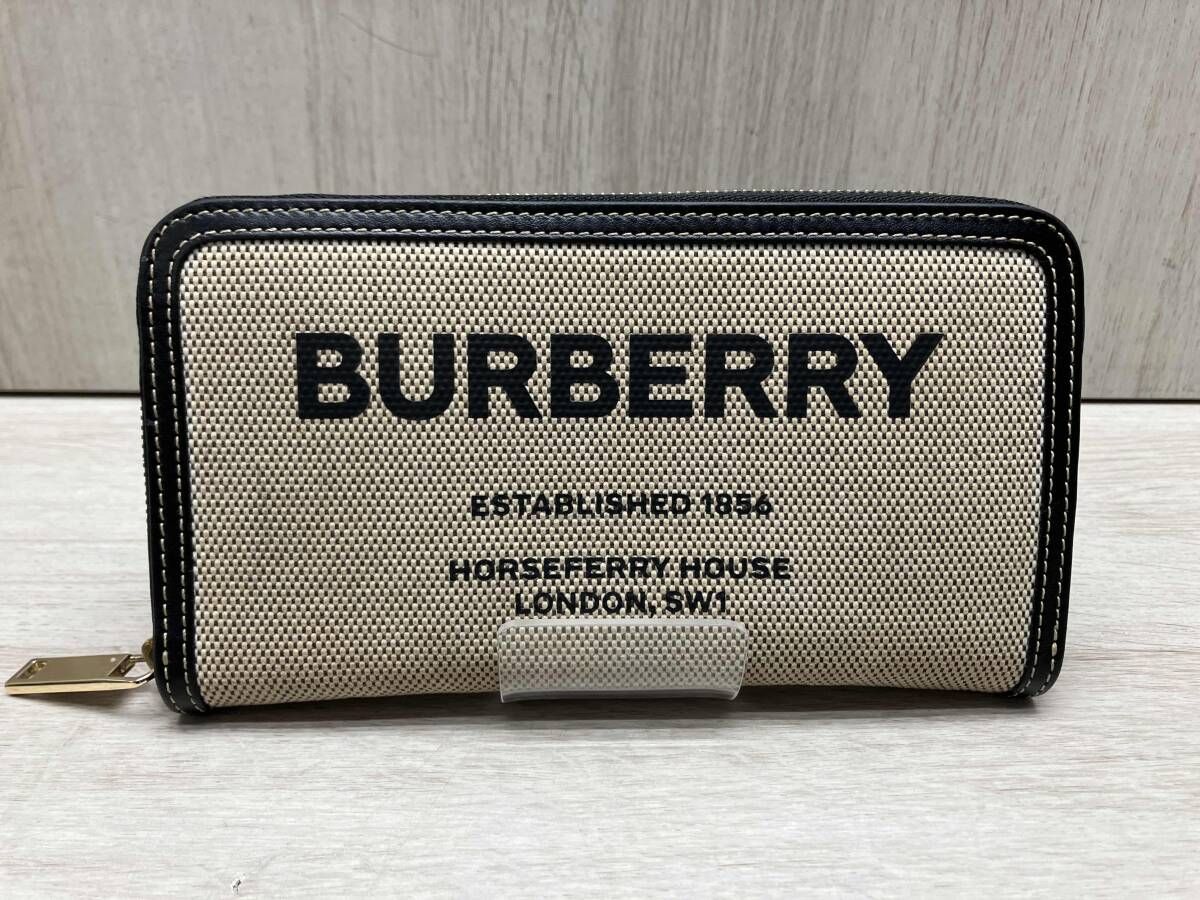 BURBERRY
ESTABLISHED 1856
HORSEFERRY HOUSE
LONDON, SW1